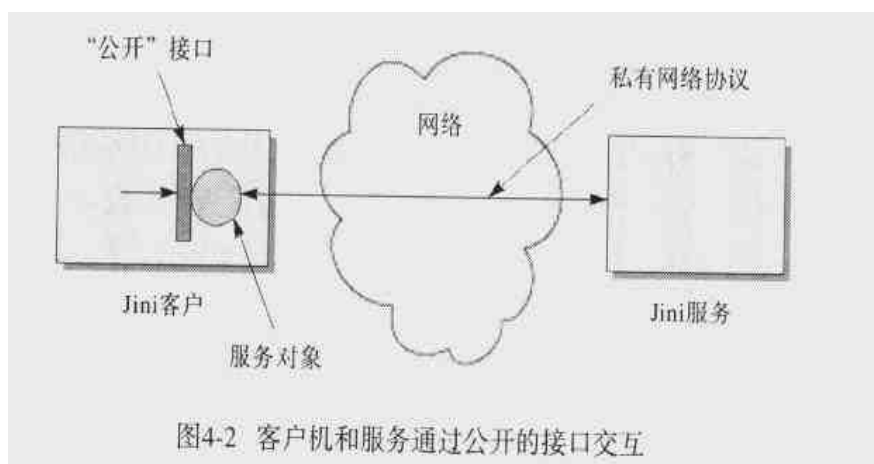 “公开”接口
私有网络协议
网络
Jini客户
Jini服务
服务对象
图4-2 客户机和服务通过公开的接口交互